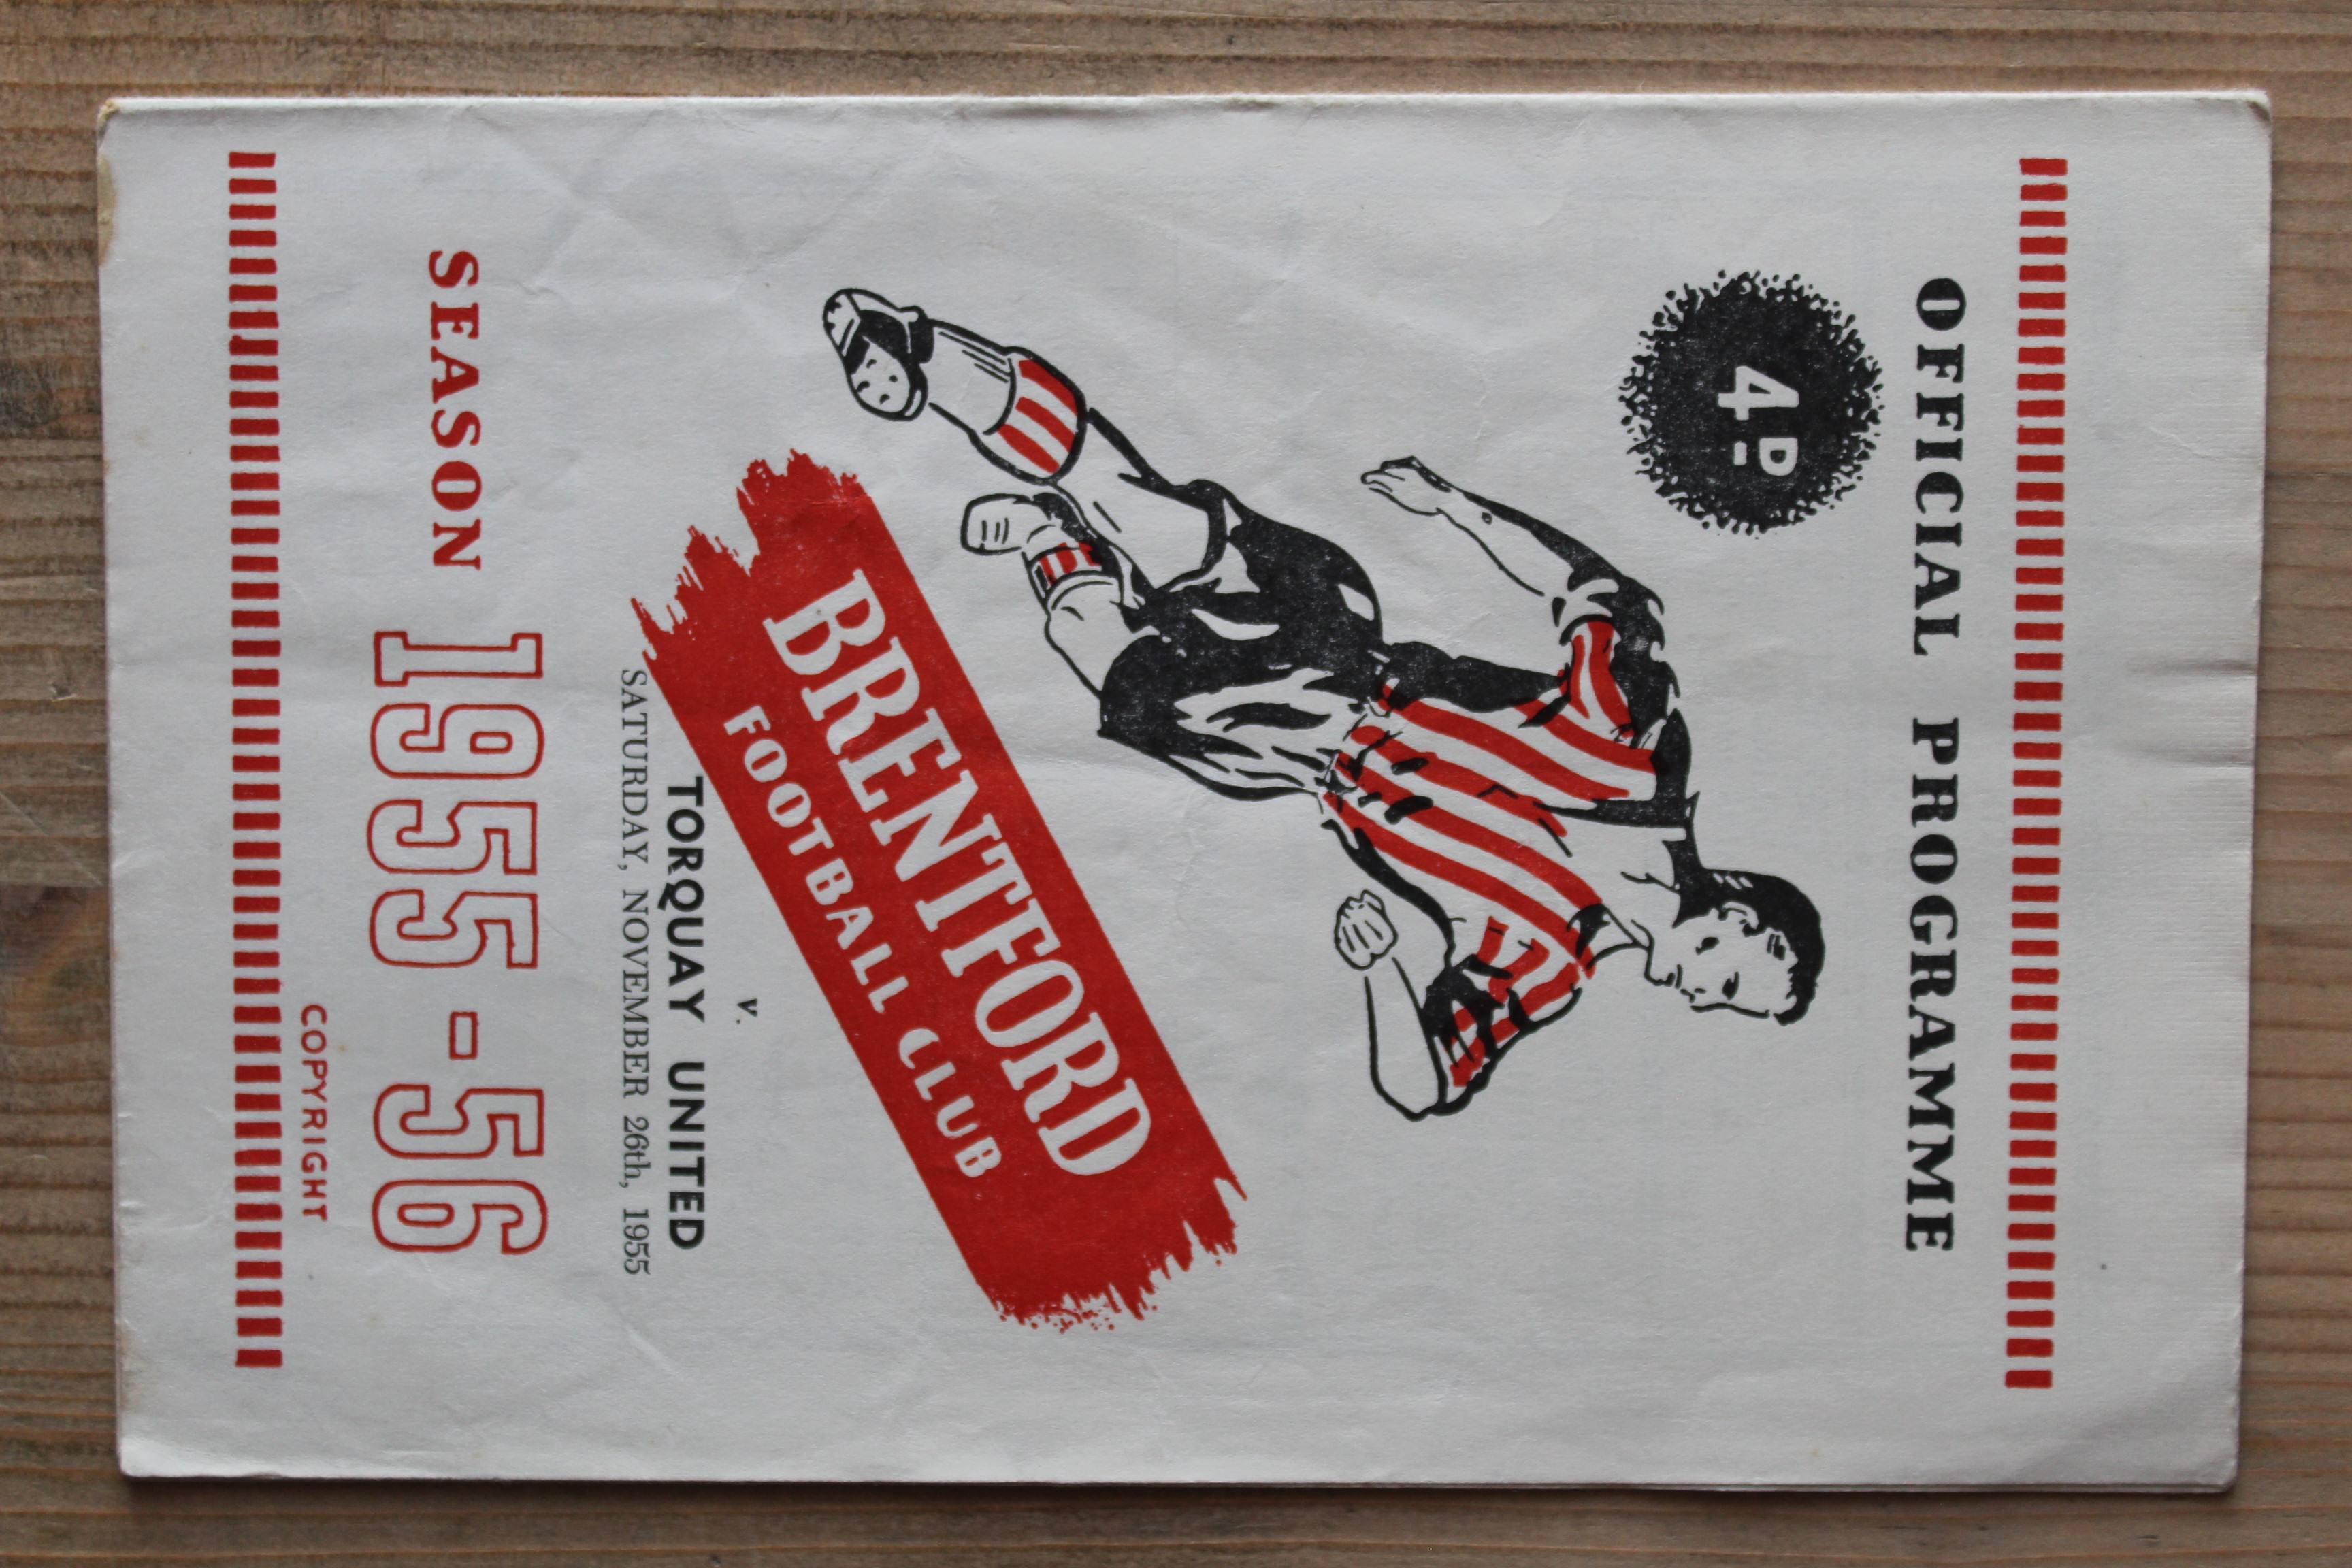 OFFICIAL PROGRAMME
4D
BRENTFORD
FOOTBALL CLUB
v.
TORQUAY UNITED
SATURDAY, NOVEMBER 26th, 1955
SEASON 1955-56
COPYRIGHT